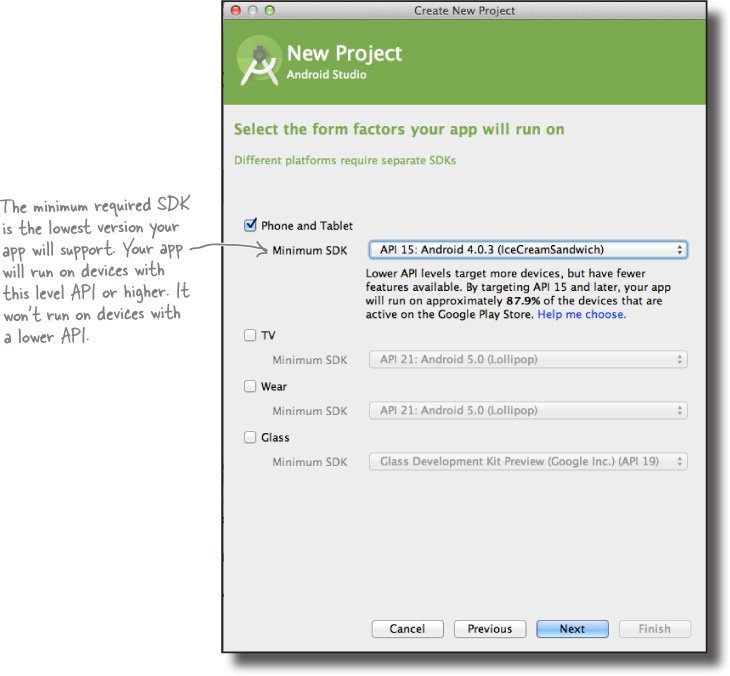 Create New Project
New Project
Android Studio
Select the form factors your app will run on
Different platforms require separate SDKs
The minimum required SDK
is the lowest version your
app will support. Your app
will run on devices with
this level API or higher. It
won't run on devices with
a lower API.
Phone and Tablet
Minimum SDK
API 15: Android 4.0.3 (IceCreamSandwich)
Lower API levels target more devices, but have fewer
features available. By targeting API 15 and later, your app
will run on approximately 87.9% of the devices that are
active on the Google Play Store. Help me choose.
TV
Minimum SDK
API 21: Android 5.0 (Lollipop)
Wear
Minimum SDK
API 21: Android 5.0 (Lollipop)
Glass
Minimum SDK
Glass Development Kit Preview (Google Inc.) (API 19)
Cancel
Previous
Next
Finish